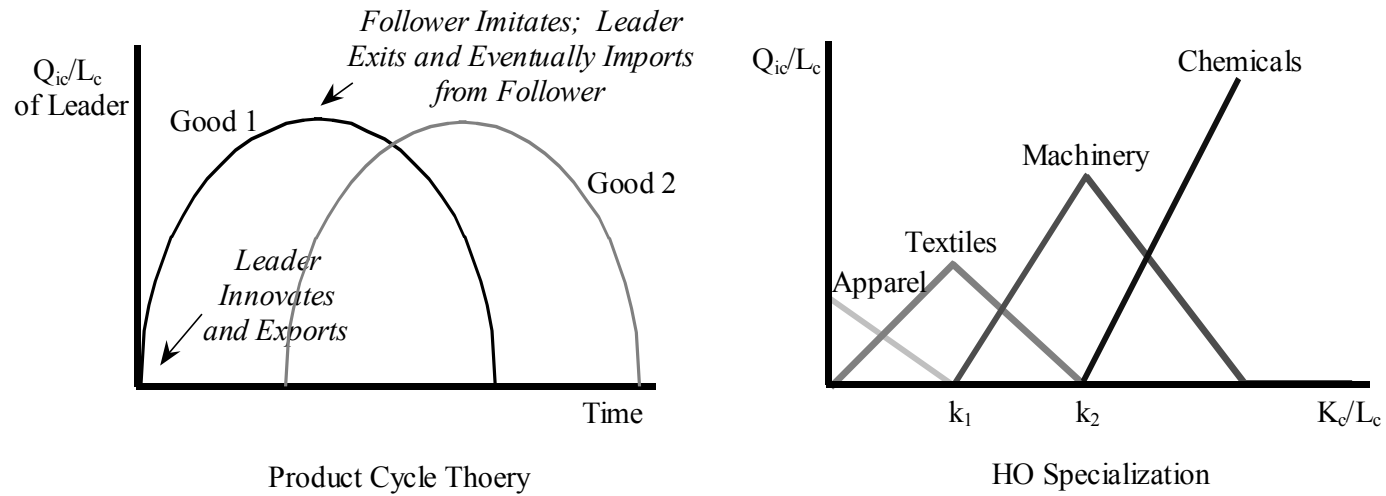 Follower Imitates; Leader
Exits and Eventually Imports
from Follower
Qic/Lc
of Leader
Good 1
Good 2
Leader
Innovates
and Exports
Time
Product Cycle Thoery
Qic/Lc
Chemicals
Machinery
Textiles
Apparel
k1
k2
Kc/Lc
HO Specialization